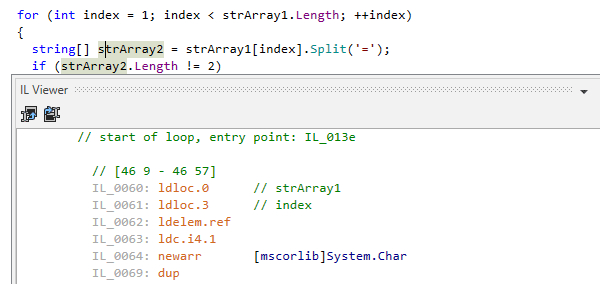 for (int index = 1; index < strArray1.Length; ++index)
{
string[] strArray2 = strArray1[index].Split('=');
if (strArray2.Length != 2)
IL Viewer
// start of loop, entry point: IL_013e
// [46 9 - 46 57]
IL_0060: ldloc.0 // strArray1
IL_0061: ldloc.3 // index
IL_0062: ldelem.ref
IL_0063: ldc.i4.1
IL_0064: newarr [mscorlib]System.Char
IL_0069: dup